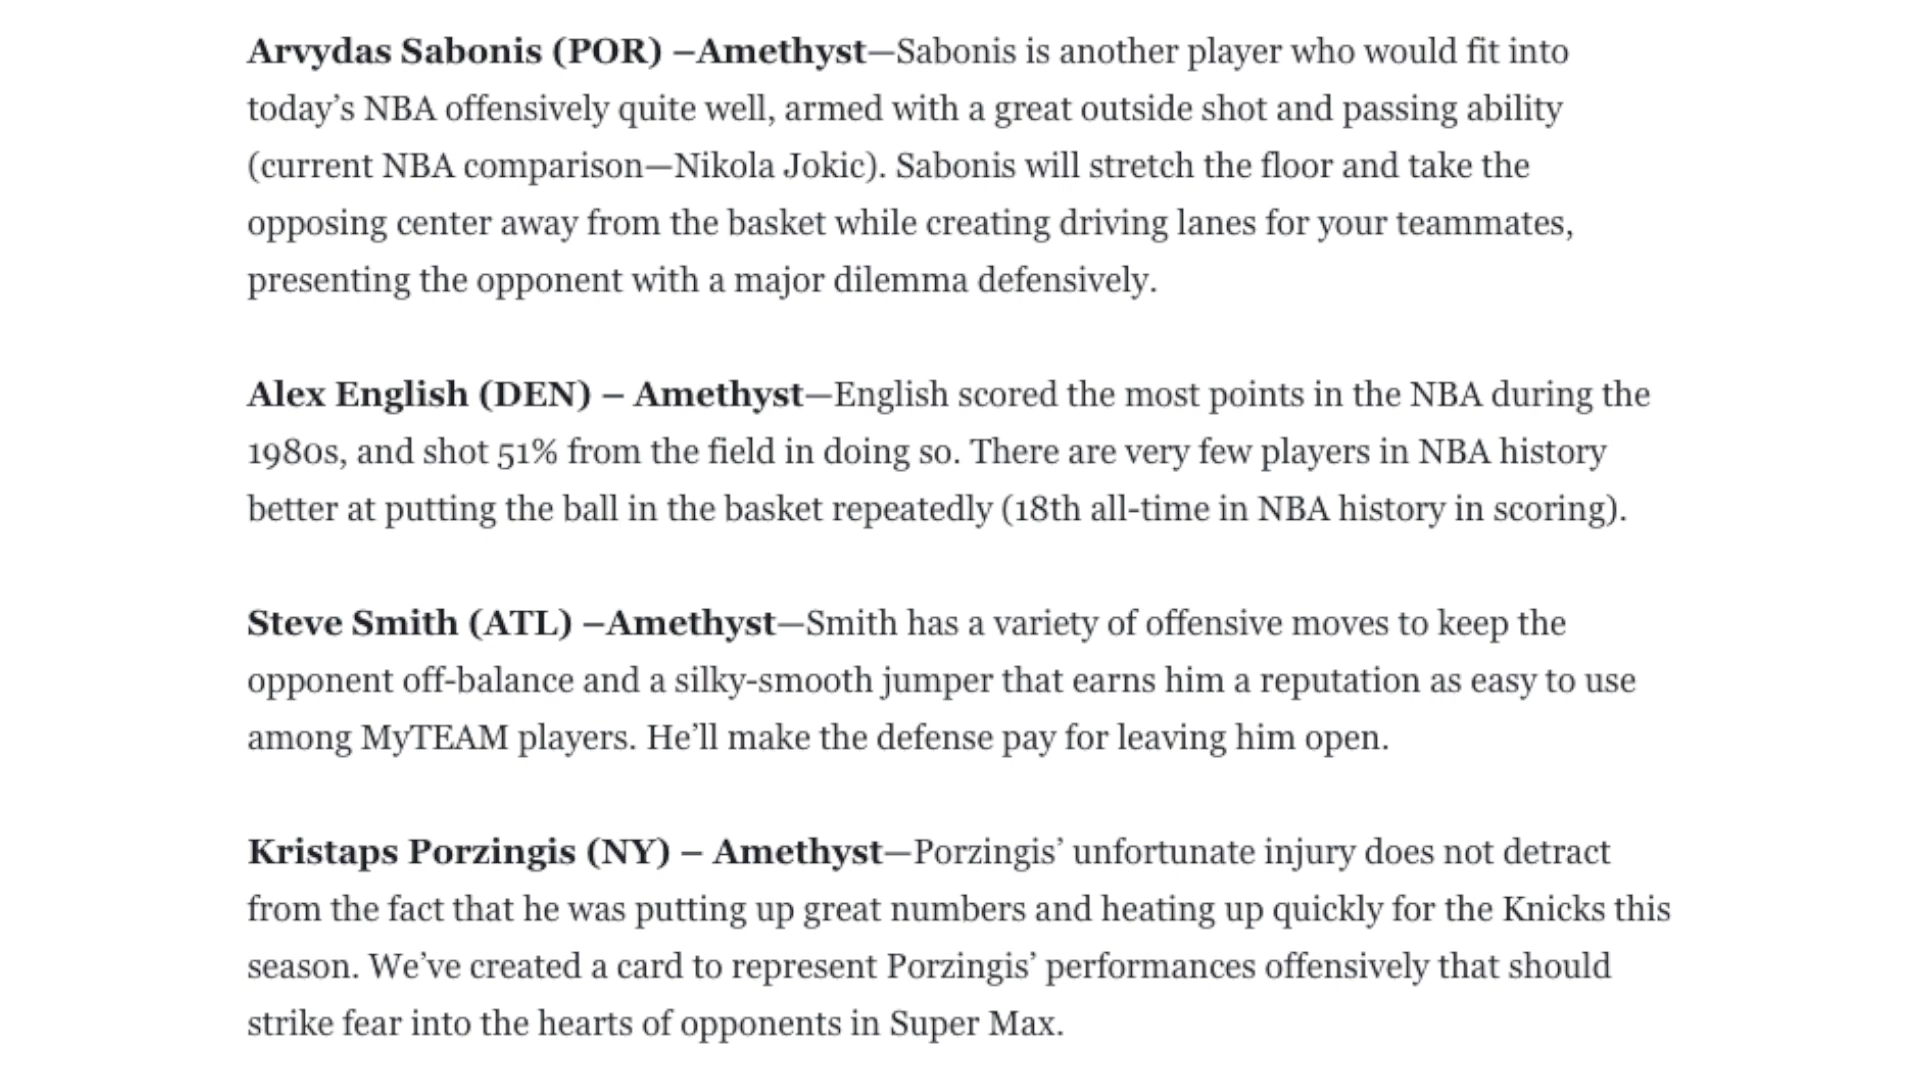 Arvydas Sabonis (POR) –Amethyst—Sabonis is another player who would fit into
today’s NBA offensively quite well, armed with a great outside shot and passing ability
(current NBA comparison—Nikola Jokic). Sabonis will stretch the floor and take the
opposing center away from the basket while creating driving lanes for your teammates,
presenting the opponent with a major dilemma defensively.
Alex English (DEN) – Amethyst—English scored the most points in the NBA during the
1980s, and shot 51% from the field in doing so. There are very few players in NBA history
better at putting the ball in the basket repeatedly (18th all-time in NBA history in scoring).
Steve Smith (ATL) –Amethyst—Smith has a variety of offensive moves to keep the
opponent off-balance and a silky-smooth jumper that earns him a reputation as easy to use
among MyTEAM players. He’ll make the defense pay for leaving him open.
Kristaps Porzingis (NY) – Amethyst—Porzingis’ unfortunate injury does not detract
from the fact that he was putting up great numbers and heating up quickly for the Knicks this
season. We’ve created a card to represent Porzingis’ performances offensively that should
strike fear into the hearts of opponents in Super Max.